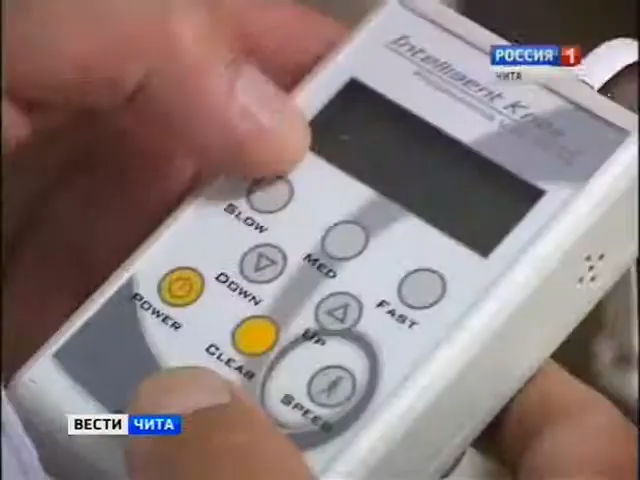 РОССИЯ 1
ЧИТА
Intelligent Knee
SLOW
MED
FAST
DOWN
UP
POWER
CLEAR
SPEED
ВЕСТИ ЧИТА